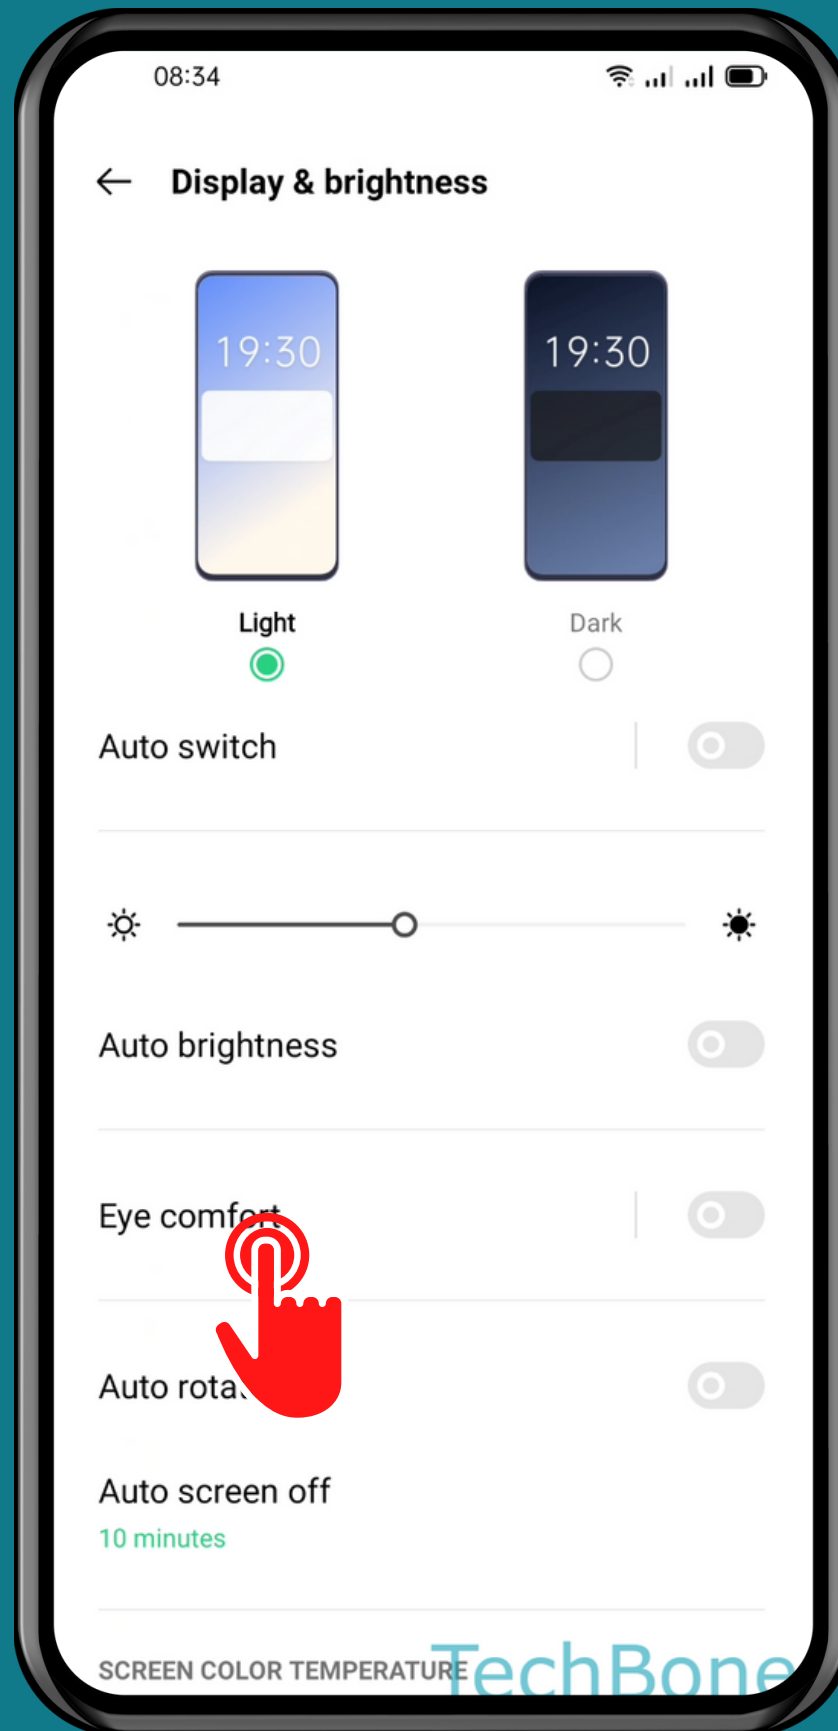 08:34
Display & brightness
19:30
19:30
Light
Dark
Auto switch
Auto brightness
Eye comfort
Auto
Auto screen off
10 minutes
SCREEN COLOR TEMPERATURE
TechBone